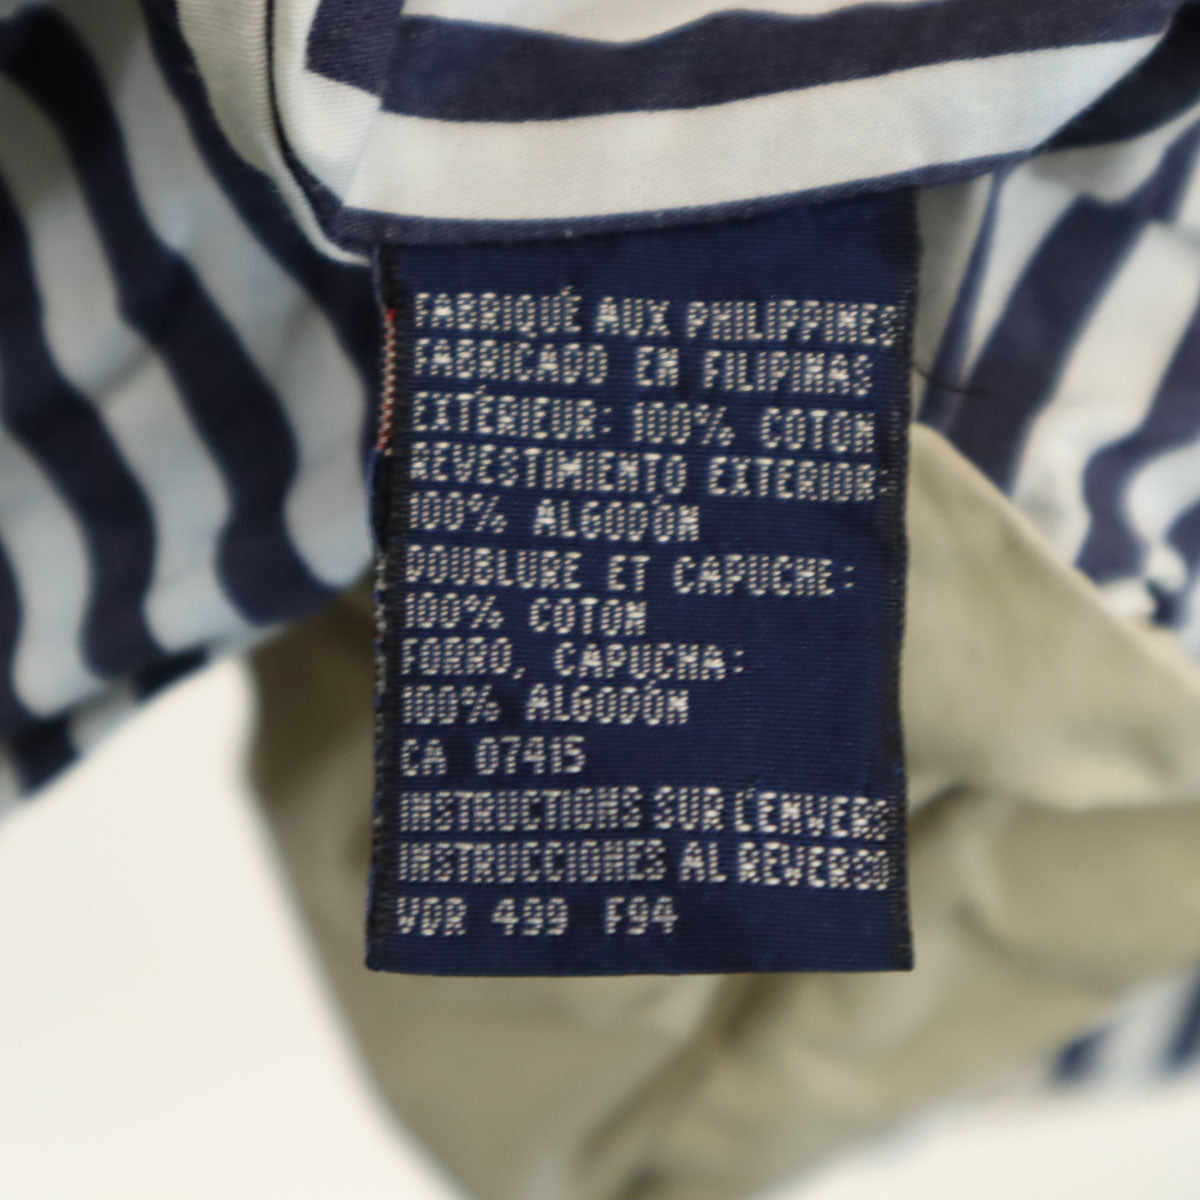 FABRIQUÉ AUX PHILIPPINES
FABRICADO EN FILIPINAS
EXTÉRIEUR: 100% COTON
REVESTIMIENTO EXTERIOR:
100% ALGODÓN
DOUBLURE ET CAPUCHE:
100% COTON
FORRO, CAPUCHA:
100% ALGODÓN
CA 07415
INSTRUCTIONS SUR L'ENVERS
INSTRUCCIONES AL REVERSO
VDR 499 F94